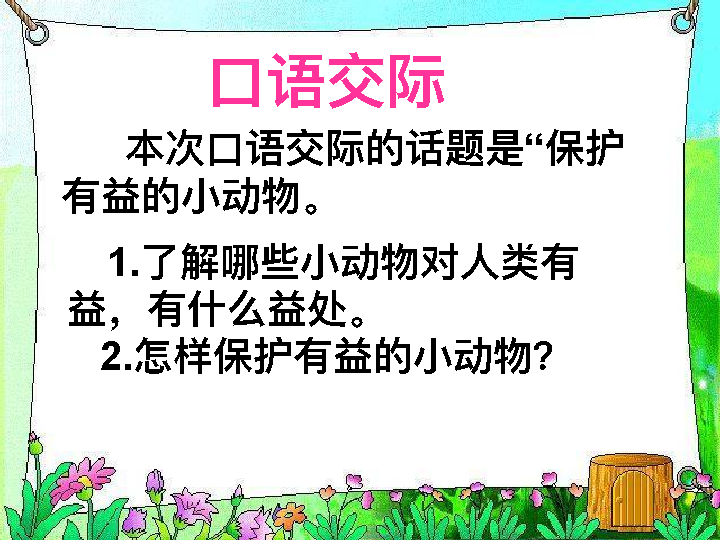 口语交际
本次口语交际的话题是“保护
有益的小动物。
1.了解哪些小动物对人类有
益，有什么益处。
2.怎样保护有益的小动物?